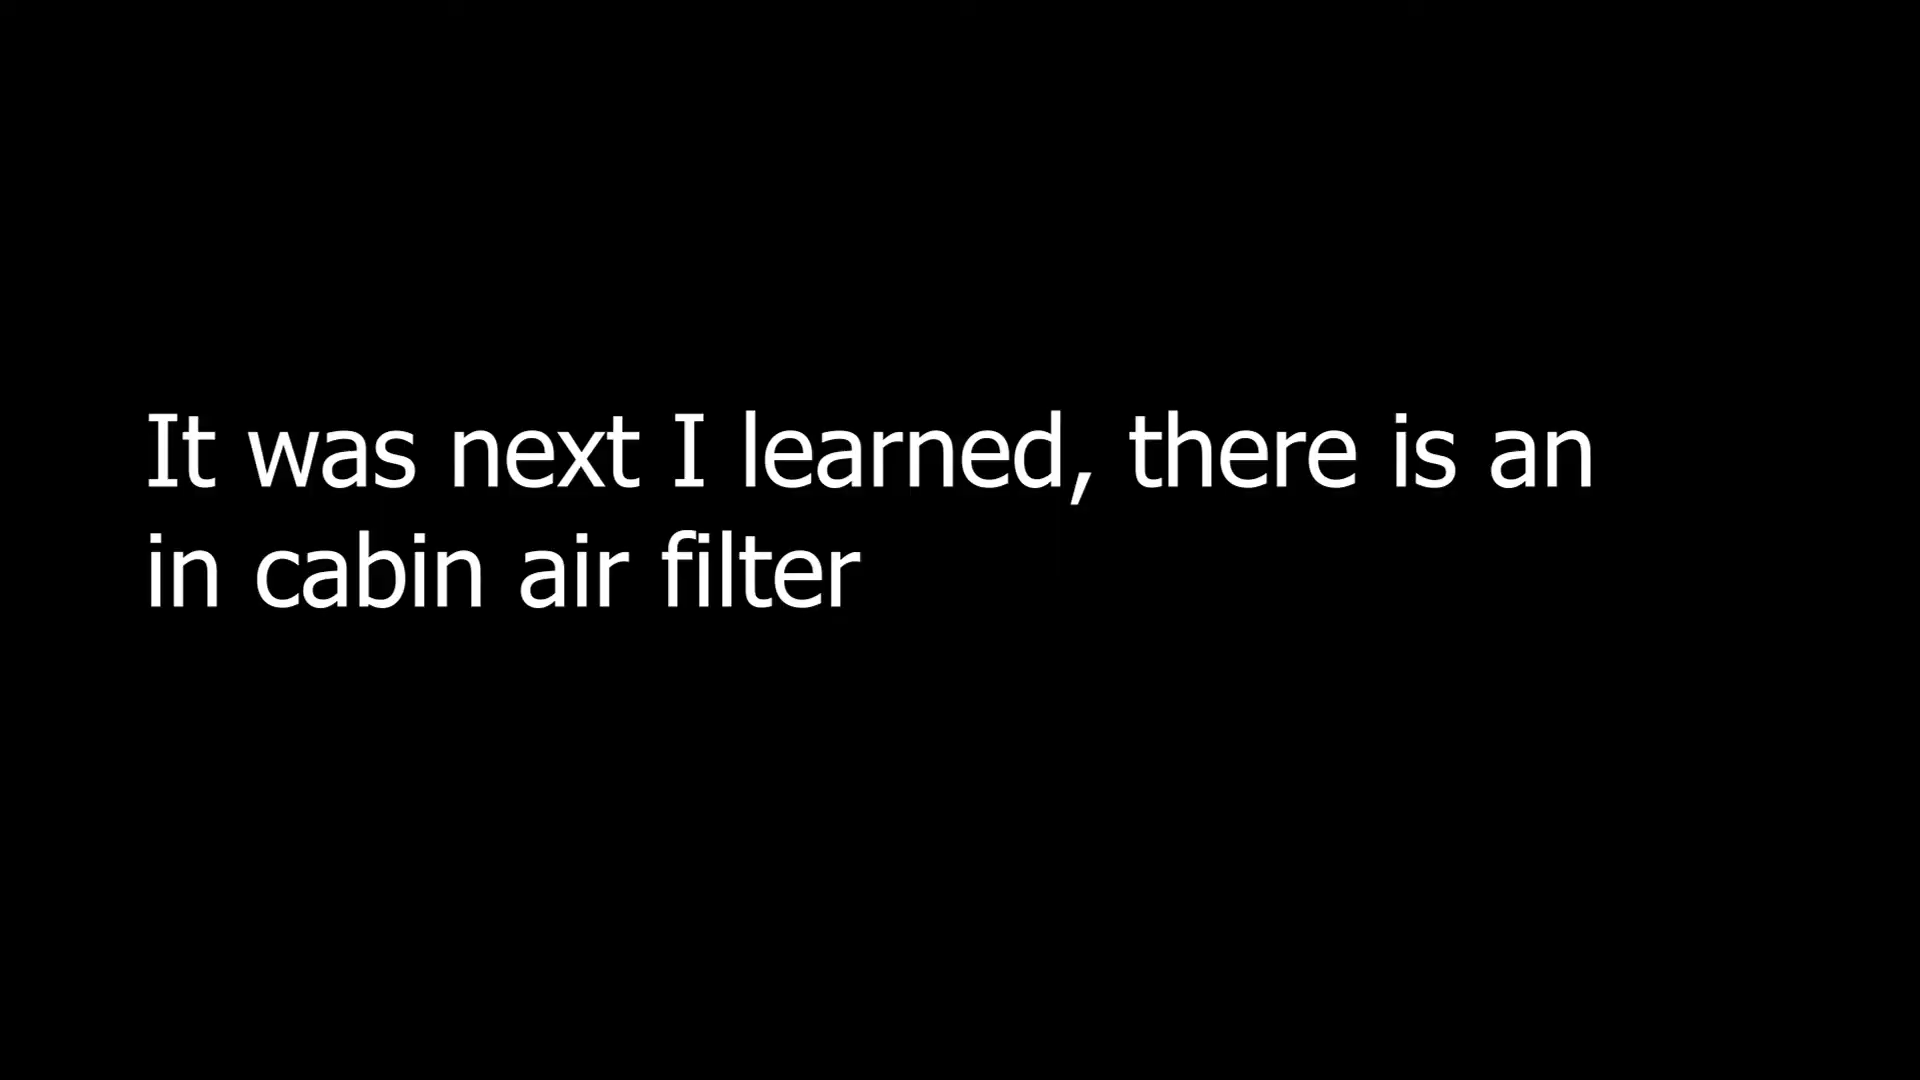 It was next I learned, there is an
in cabin air filter